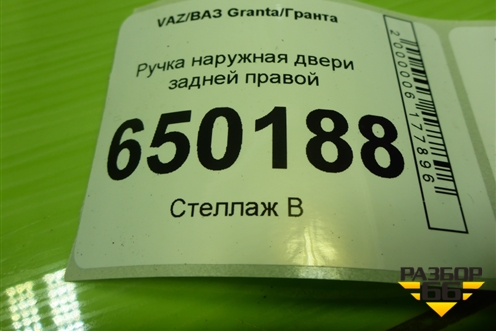 VAZ/ВАЗ Granta/Гранта
Ручка наружная двери
задней правой
650188
Стеллаж В
2000006177896
РАЗБОР
66